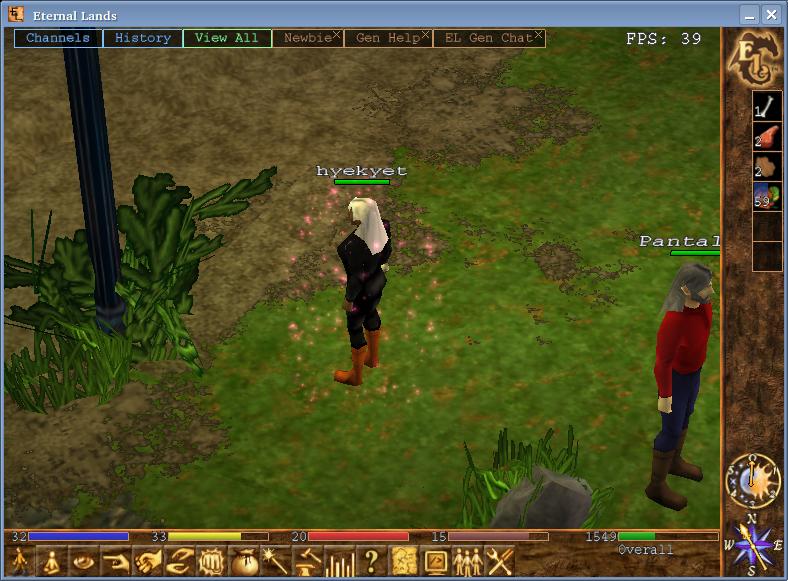 Eternal Lands
Channels History View All Newbie Gen Help EL Gen Chat FPS: 39
1
2
2
59
hyekyet
Pantal
32 33 20 15 1549
Overall
N
W E
S